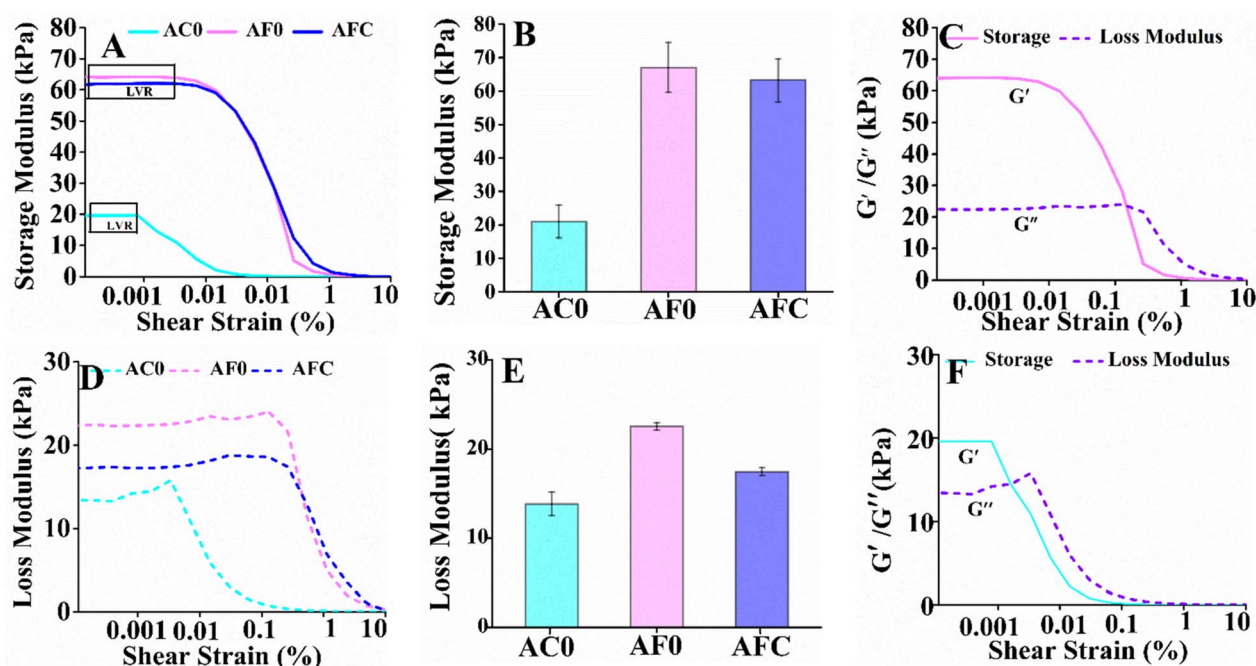 A
AC0 AF0 AFC
Storage Modulus (kPa)
80
70
60
50
40
30
20
10
0
LVR
LVR
0.001 0.01 0.01 0.1 1 10
Shear Strain (%)
B
Storage Modulus (kPa)
80
70
60
50
40
30
20
10
0
AC0 AF0 AFC
C
Storage Loss Modulus
G′ /G″ (kPa)
80
70
60
50
40
30
20
10
0
G′
G″
0.001 0.01 0.1 1 10
Shear Strain (%)
D
AC0 AF0 AFC
Loss Modulus (kPa)
30
20
10
0
0.001 0.01 0.1 1 10
Shear Strain (%)
E
Loss Modulus( kPa)
30
20
10
0
AC0 AF0 AFC
F
Storage Loss Modulus
G′ /G″(kPa)
30
20
10
0
G′
G″
0.001 0.01 0.1 1 10
Shear Strain (%)